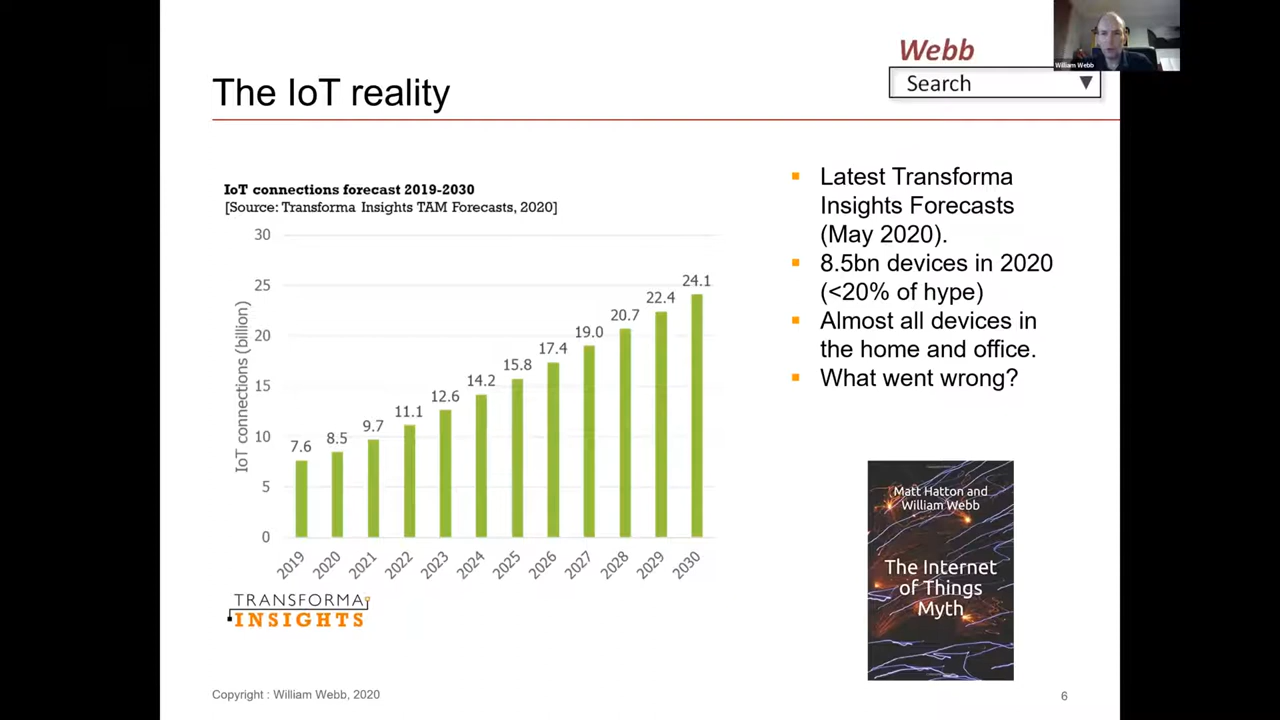 Webb
William Webb
Search
The IoT reality
IoT connections forecast 2019-2030
[Source: Transforma Insights TAM Forecasts, 2020]
IoT connections (billion)
30
25
20
15
10
5
0
7.6
8.5
9.7
11.1
12.6
14.2
15.8
17.4
19.0
20.7
22.4
24.1
2019
2020
2021
2022
2023
2024
2025
2026
2027
2028
2029
2030
TRANSFORMA
INSIGHTS
Latest Transforma
Insights Forecasts
(May 2020).
8.5bn devices in 2020
(<20% of hype)
Almost all devices in
the home and office.
What went wrong?
Matt Hatton and
William Webb
The Internet
of Things
Myth
Copyright : William Webb, 2020
6